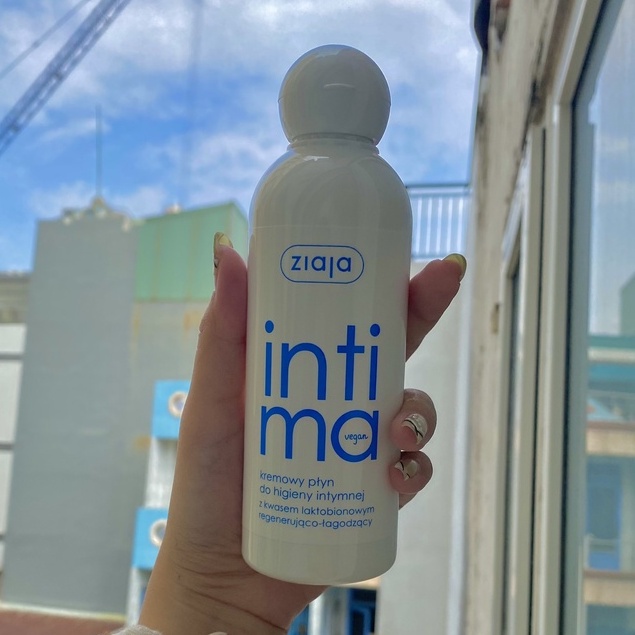 ziaja
inti
ma
vegan
kremowy płyn
do higieny intymnej
z kwasem laktobionowym
regenerująco-łagodzący